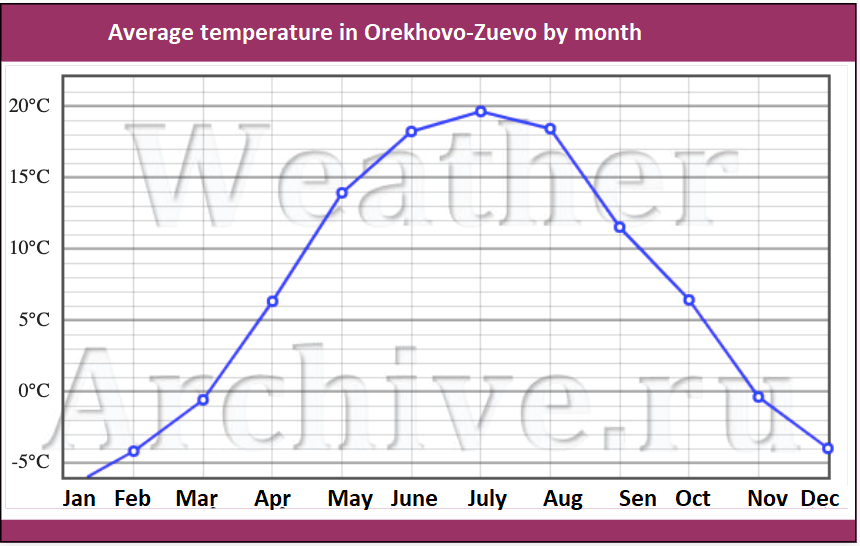 Average temperature in Orekhovo-Zuevo by month
20°C
15°C
10°C
5°C
0°C
-5°C
Weather
Archive.ru
Jan Feb Mar Apr May June July Aug Sen Oct Nov Dec